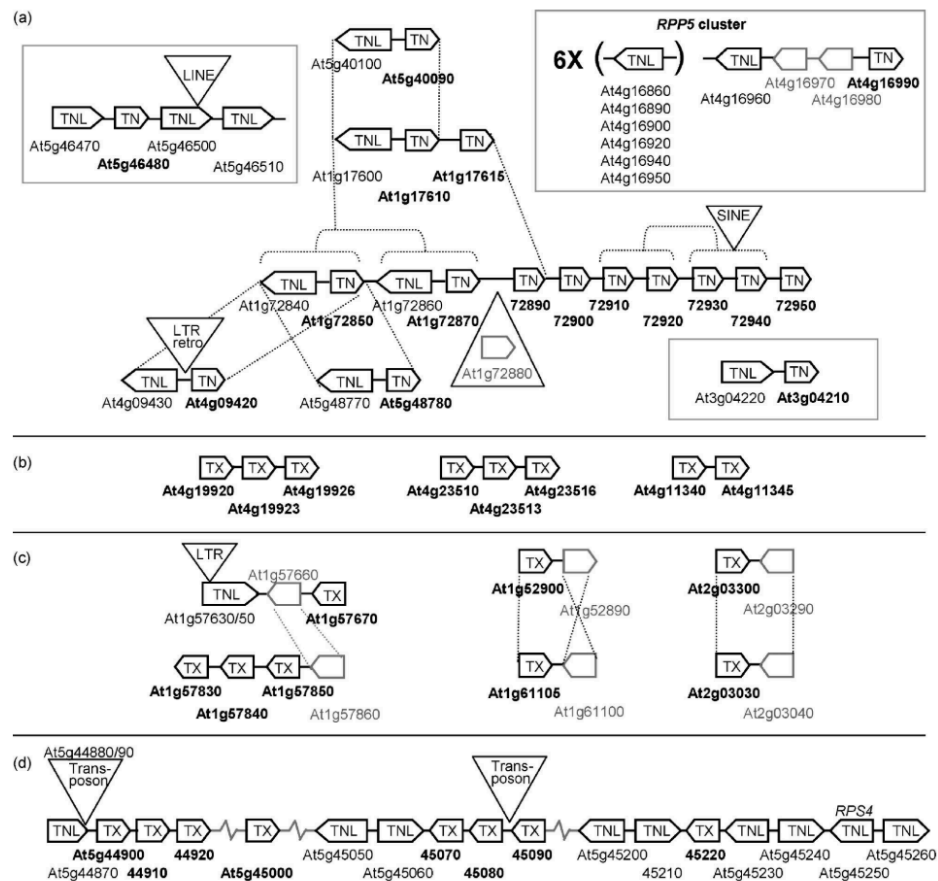 (a)
RPP5 cluster
TNL TN
At5g40100
At5g40090
6X ( TNL ) TNL TN
At4g16970 At4g16990
At4g16960 At4g16980
At4g16860
At4g16890
At4g16900
At4g16920
At4g16940
At4g16950
LINE
TNL TN TNL TNL
At5g46470 At5g46500
At5g46480 At5g46510
TNL TN TN
At1g17600 At1g17615
At1g17610
SINE
TNL TN TNL TN TN TN TN TN TN TN TN
At1g72840 At1g72860 72890 72910 72930 72950
At1g72850 At1g72870 72900 72920 72940
At1g72880
LTR
retro
TNL TN TNL TN
At4g09430 At4g09420 At5g48770 At5g48780
TNL TN
At3g04220 At3g04210
(b)
TX TX TX TX TX TX TX TX
At4g19920 At4g19926 At4g23510 At4g23516 At4g11340 At4g11345
At4g19923 At4g23513
(c)
LTR
At1g57660
TNL TX TX TX
At1g57630/50 At1g57670 At1g52900 At1g52890 At2g03300 At2g03290
TX TX TX TX TX
At1g57830 At1g57850 At1g61105 At2g03030
At1g57840 At1g57860 At1g61100 At2g03040
(d)
At5g44880/90
Trans-
poson
Trans-
poson
RPS4
TNL TX TX TX TX TNL TNL TX TX TX TNL TNL TX TNL TNL TNL TNL
At5g44900 44920 At5g45050 45070 45090 At5g45200 45220 At5g45240 At5g45260
At5g44870 44910 At5g45000 At5g45060 45080 45210 At5g45230 At5g45250